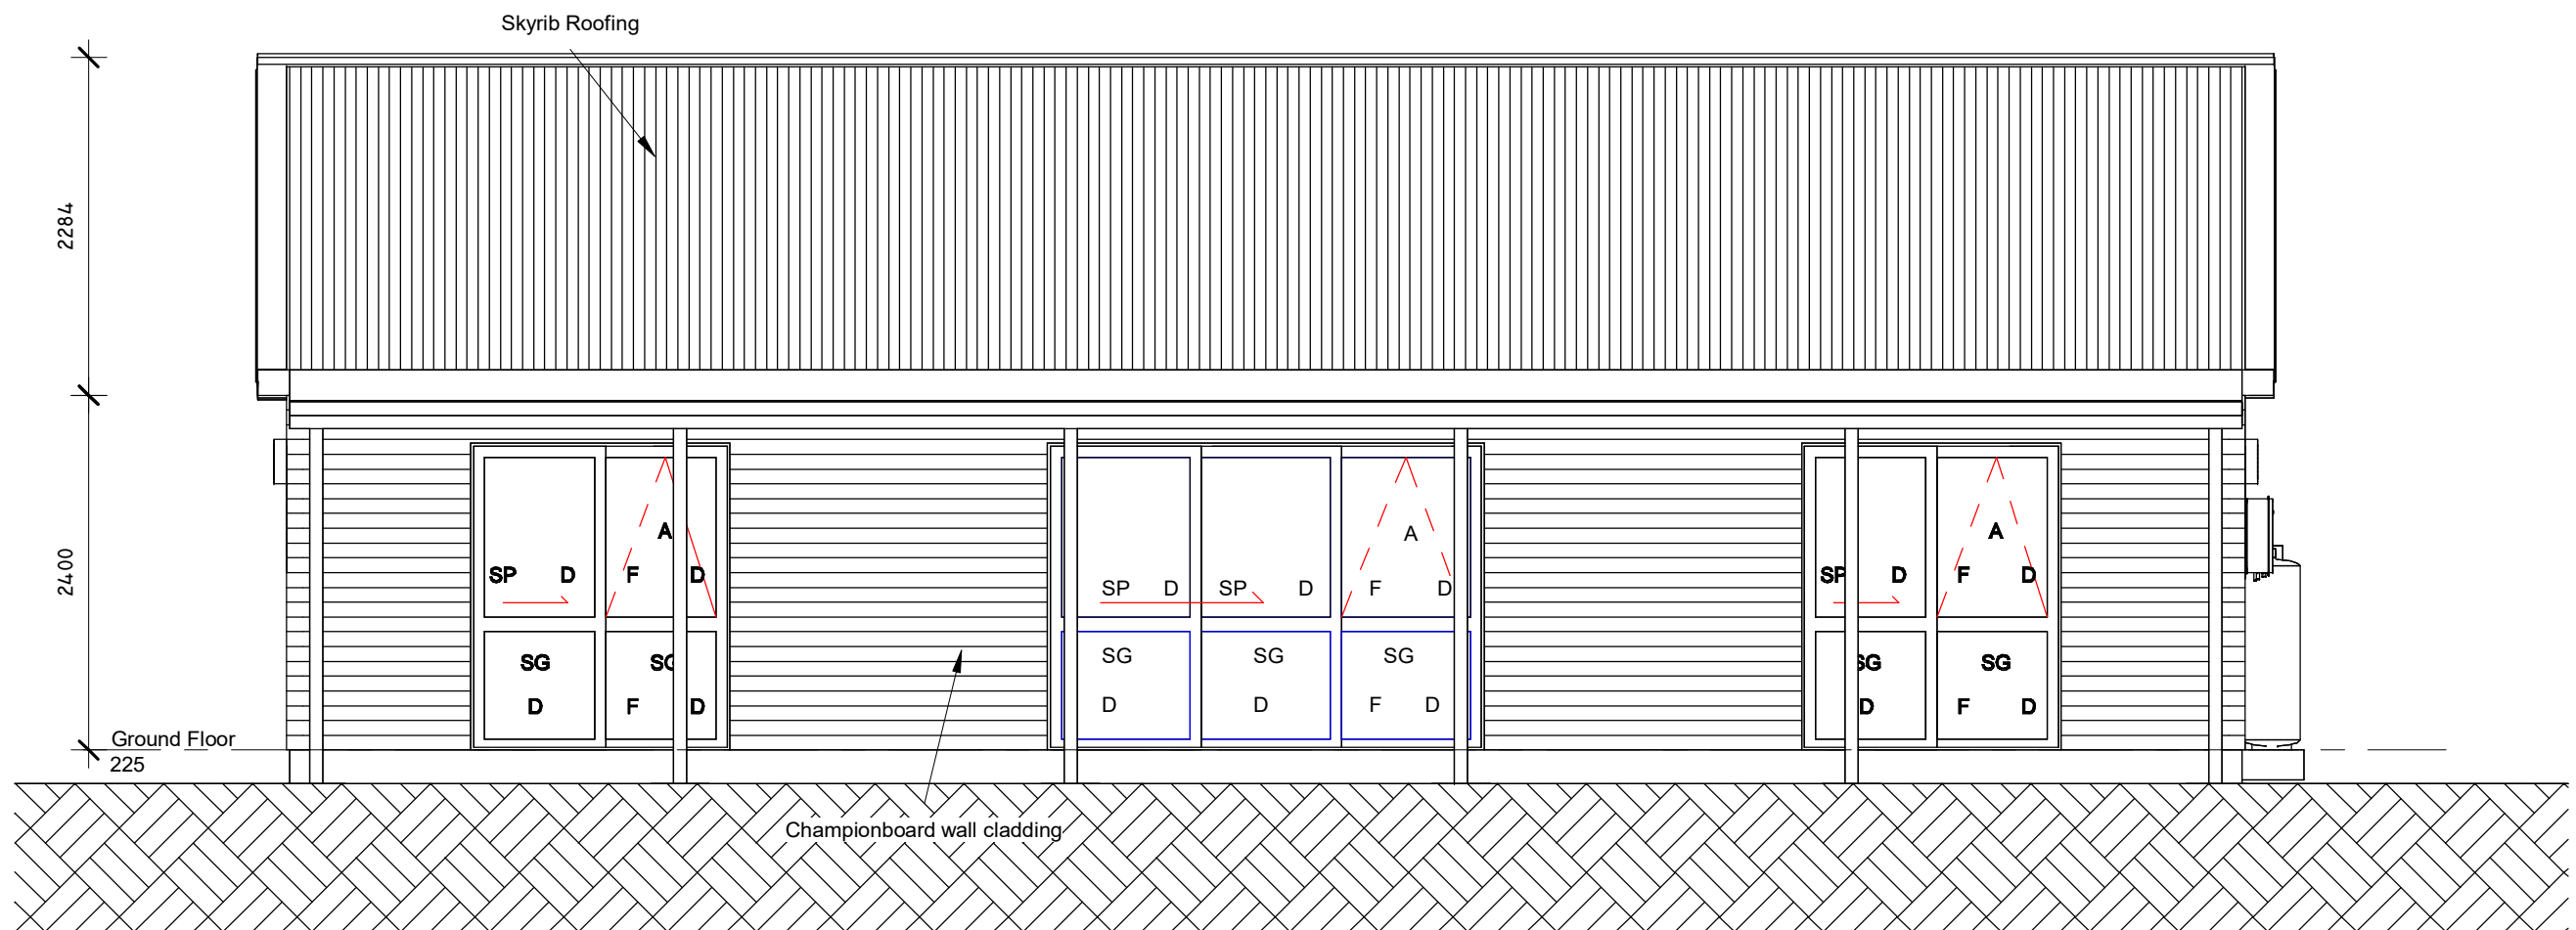 Skyrib Roofing
2284
2400
A
A
A
SP D F D
SP D SP D F D
SP D F D
SG SG
SG SG SG
SG SG
D F D
D D F D
D F D
Ground Floor
225
Championboard wall cladding